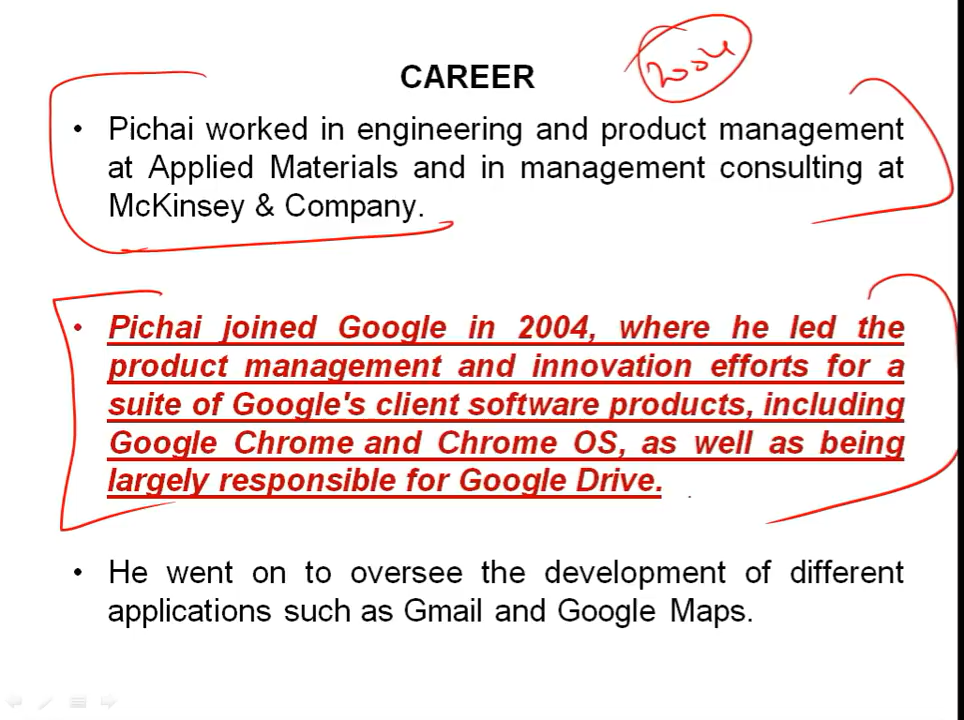 CAREER
2004
• Pichai worked in engineering and product management
at Applied Materials and in management consulting at
McKinsey & Company.
• Pichai joined Google in 2004, where he led the
product management and innovation efforts for a
suite of Google's client software products, including
Google Chrome and Chrome OS, as well as being
largely responsible for Google Drive.
• He went on to oversee the development of different
applications such as Gmail and Google Maps.